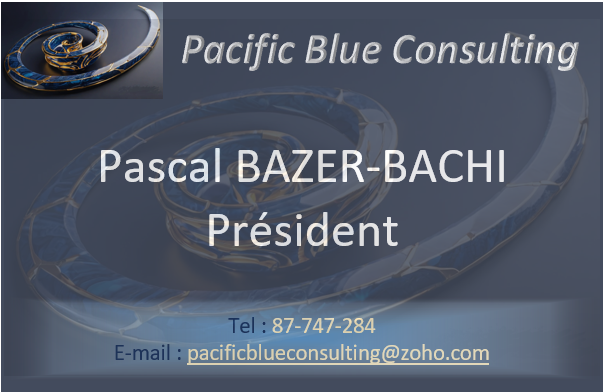 Pacific Blue Consulting
Pascal BAZER-BACHI
Président
Tel : 87-747-284
E-mail : pacificblueconsulting@zoho.com